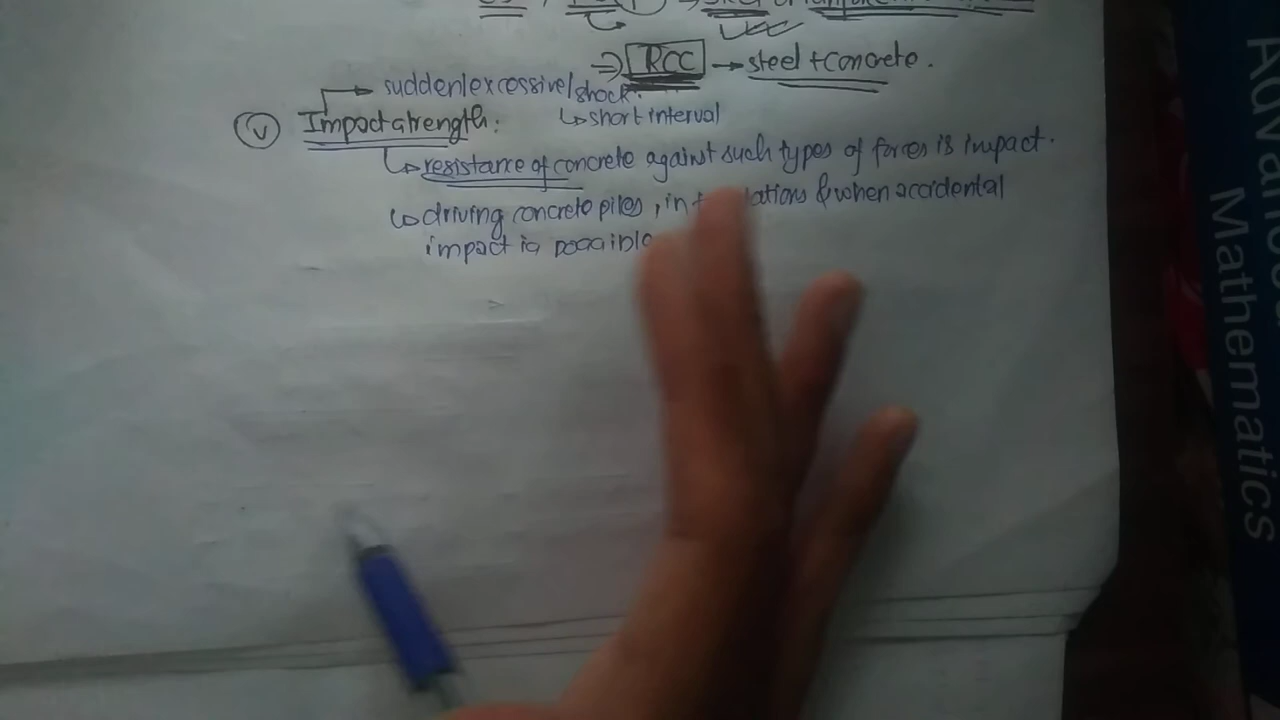 ⇒ RCC → steel + concrete.
→ sudden/excessive/shock.
(v) Impact strength: ↳ short interval
↳ resistance of concrete against such types of forces is impact.
↳ driving concrete piles, in & when accidental
impact is possible
Mathematics